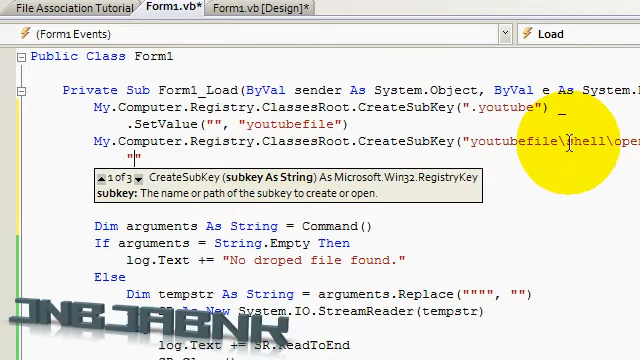 File Association Tutorial Form1.vb* Form1.vb [Design]*
(Form1 Events) Load
Public Class Form1
Private Sub Form1_Load(ByVal sender As System.Object, ByVal e As System.
My.Computer.Registry.ClassesRoot.CreateSubKey(".youtube") _
.SetValue("", "youtubefile")
My.Computer.Registry.ClassesRoot.CreateSubKey("youtubefile\shell\open
""
1 of 3 CreateSubKey (subkey As String) As Microsoft.Win32.RegistryKey
subkey: The name or path of the subkey to create or open.
Dim arguments As String = Command()
If arguments = String.Empty Then
log.Text += "No droped file found."
Else
Dim tempstr As String = arguments.Replace("""", "")
As New System.IO.StreamReader(tempstr)
log.Text += SR.ReadToEnd
JNBJABNK